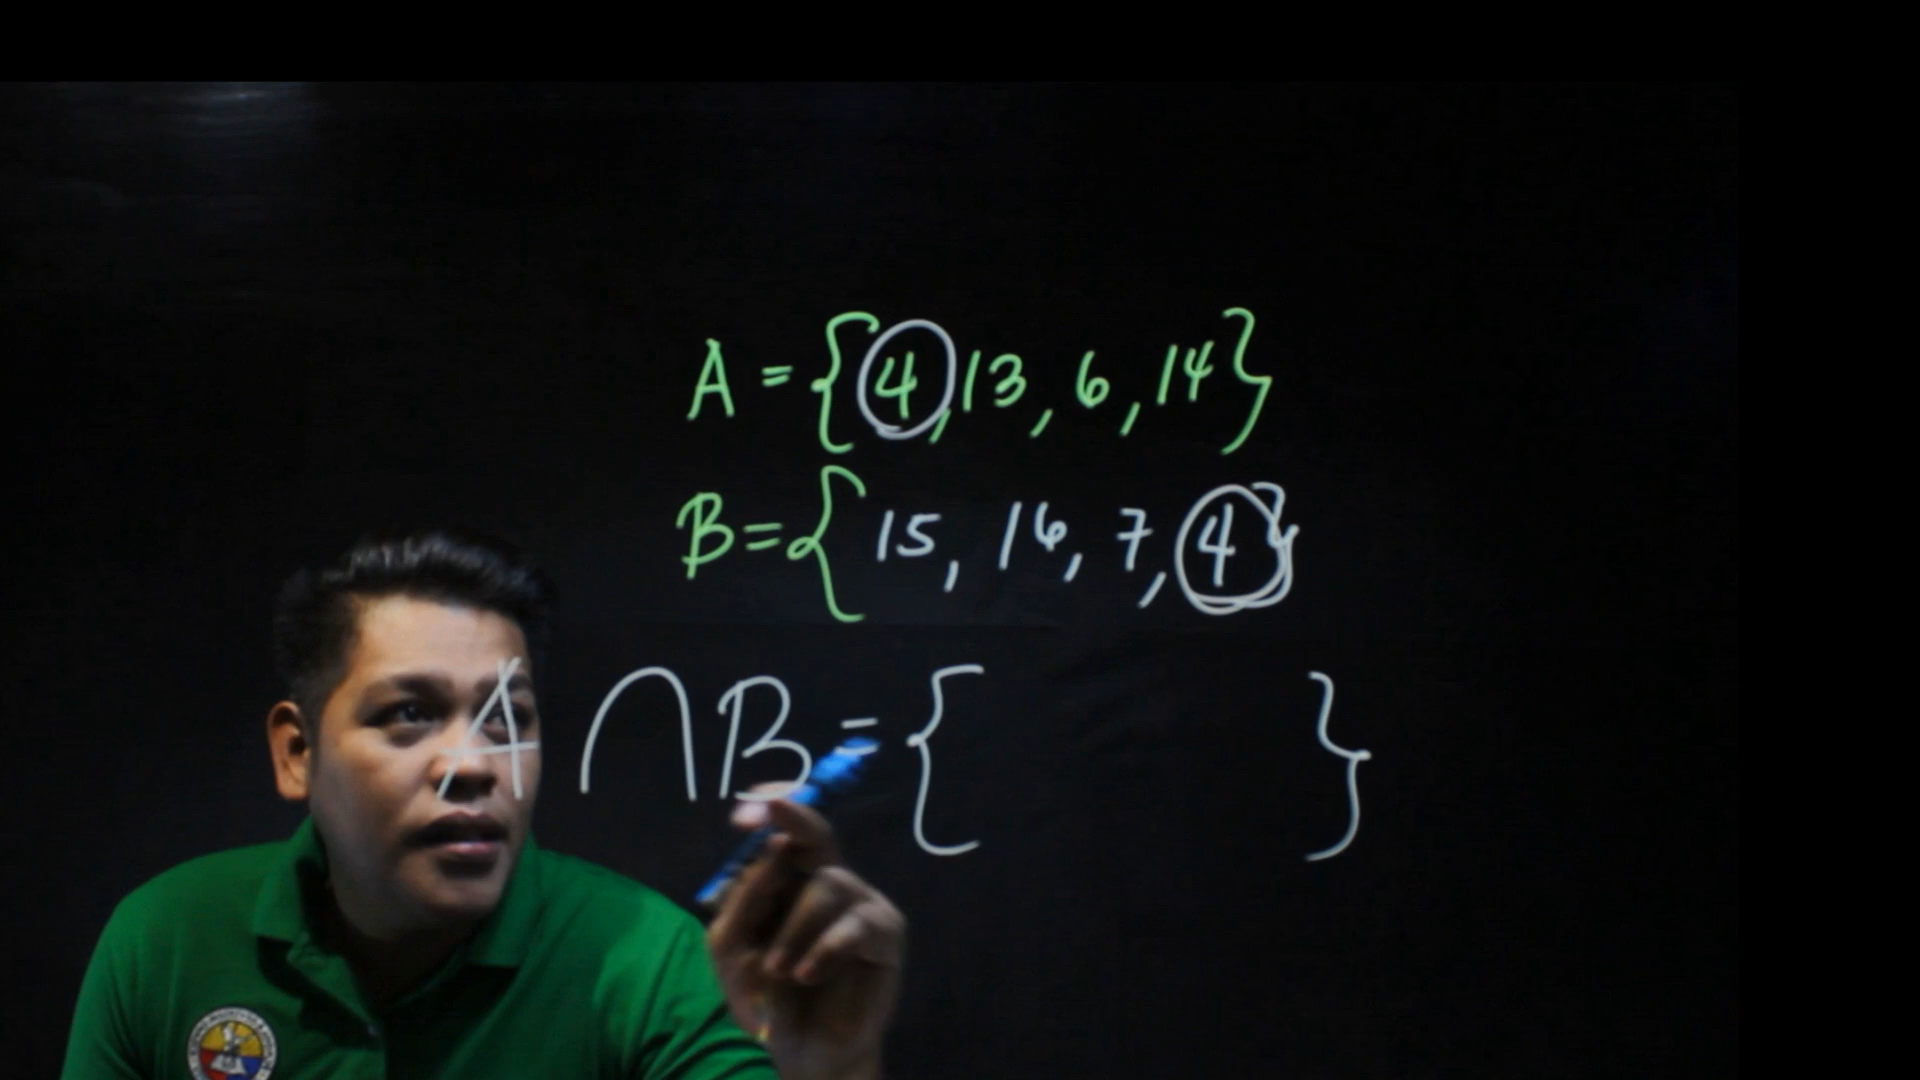 A = {4, 13, 6, 14}
B = { 15, 16, 7, 4}
A ∩ B = { }